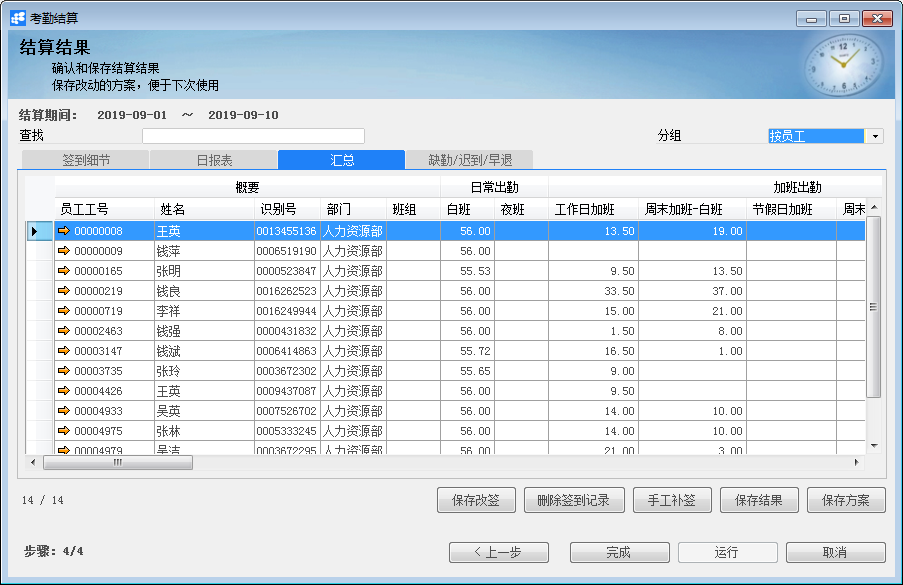 考勤结算
结算结果
确认和保存结算结果
保存改动的方案，便于下次使用
结算期间： 2019-09-01 ～ 2019-09-10
查找 分组 按员工
签到细节 日报表 汇总 缺勤/迟到/早退
概要 日常出勤 加班出勤
员工工号 姓名 识别号 部门 班组 白班 夜班 工作日加班 周末加班-白班 节假日加班 周末
00000008 王英 0013455136 人力资源部 56.00 13.50 19.00
00000009 钱萍 0006519190 人力资源部 56.00
00000165 张明 0000523847 人力资源部 55.53 9.50 13.50
00000219 钱良 0016262523 人力资源部 56.00 33.50 37.00
00000719 李祥 0016249944 人力资源部 56.00 15.00 21.00
00002463 钱强 0000431832 人力资源部 56.00 1.50 8.00
00003147 钱斌 0006414863 人力资源部 55.72 16.50 1.00
00003735 张玲 0003672302 人力资源部 55.65 9.00
00004426 王英 0009437087 人力资源部 56.00 9.50
00004933 吴英 0007526702 人力资源部 56.00 14.00 10.00
00004975 张林 0005333245 人力资源部 56.00 14.00 10.00
00004979 吴洁 0003672295 人力资源部 56.00 21.00 3.00
14 / 14
保存改签 删除签到记录 手工补签 保存结果 保存方案
步骤： 4/4
< 上一步 完成 运行 取消